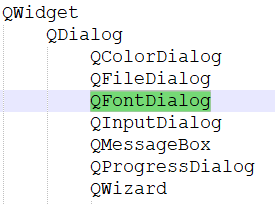 QWidget
QDialog
QColorDialog
QFileDialog
QFontDialog
QInputDialog
QMessageBox
QProgressDialog
QWizard